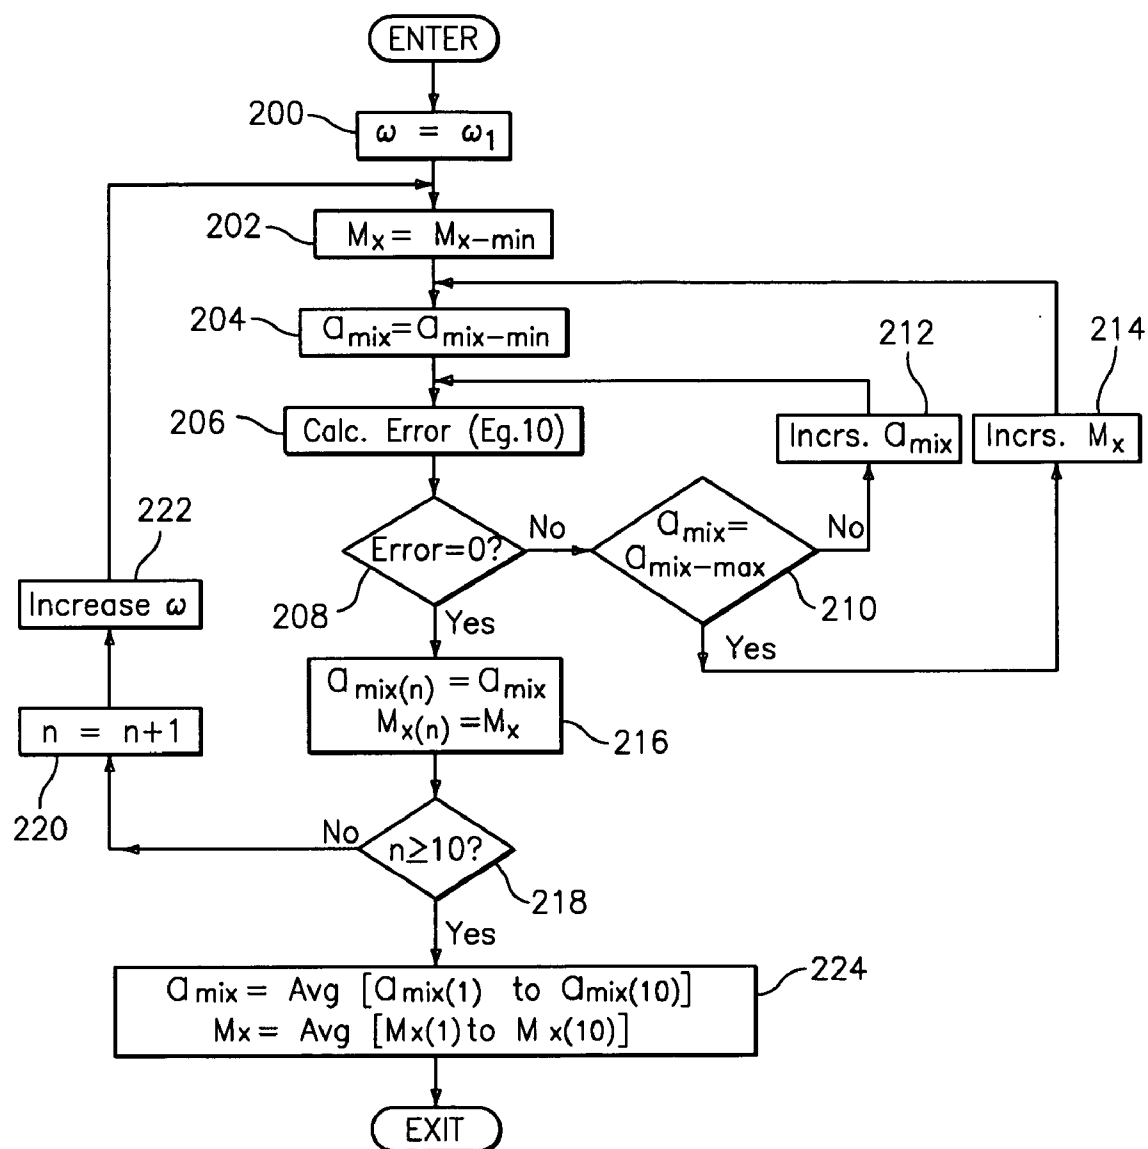 ENTER
200
ω = ω1
202
Mx = Mx-min
204
amix=amix-min
212
214
206
Calc. Error (Eg.10)
Incrs. amix
Incrs. Mx
222
Error=0?
No
amix=
amix-max
No
Increase ω
208
Yes
210
Yes
amix(n) = amix
Mx(n) =Mx
216
n = n+1
220
No
n≥10?
218
Yes
224
amix = Avg [amix(1) to amix(10)]
Mx = Avg [Mx(1) to Mx(10)]
EXIT